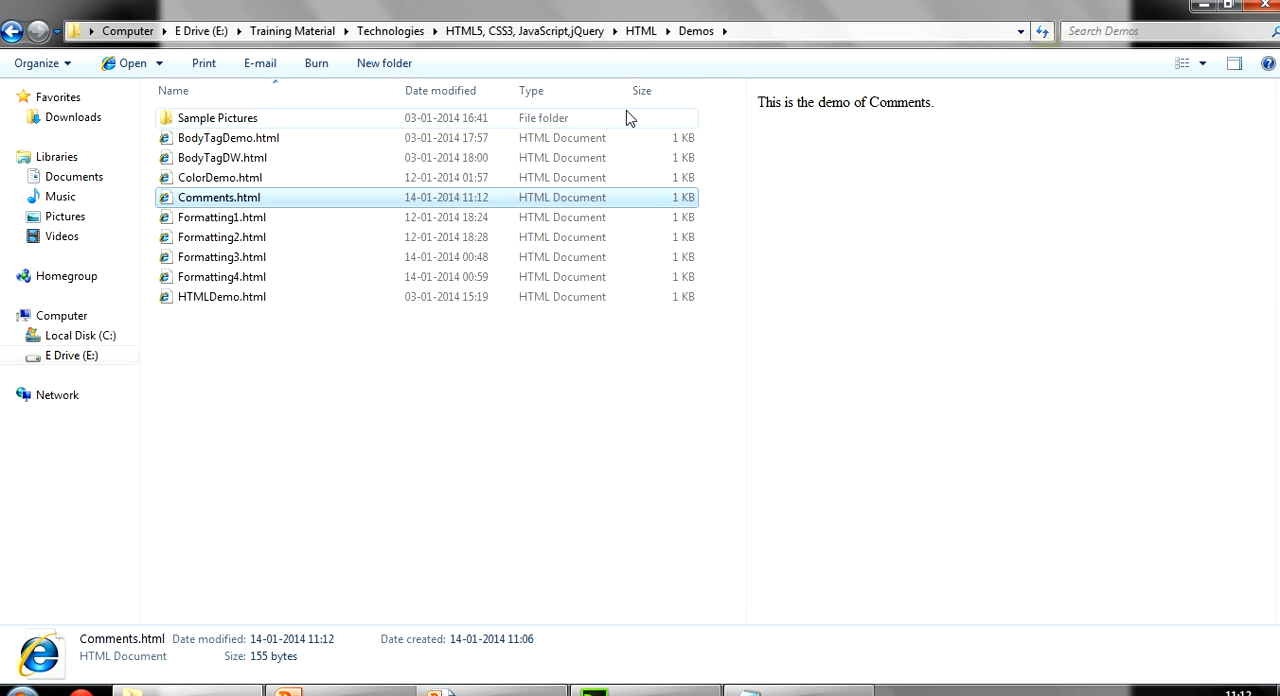 Computer E Drive (E:) Training Material Technologies HTML5, CSS3, JavaScript,jQuery HTML Demos Search Demos
Organize Open Print E-mail Burn New folder
Favorites
Downloads
Libraries
Documents
Music
Pictures
Videos
Homegroup
Computer
Local Disk (C:)
E Drive (E:)
Network
Name Date modified Type Size
Sample Pictures 03-01-2014 16:41 File folder
BodyTagDemo.html 03-01-2014 17:57 HTML Document 1 KB
BodyTagDW.html 03-01-2014 18:00 HTML Document 1 KB
ColorDemo.html 12-01-2014 01:57 HTML Document 1 KB
Comments.html 14-01-2014 11:12 HTML Document 1 KB
Formatting1.html 12-01-2014 18:24 HTML Document 1 KB
Formatting2.html 12-01-2014 18:28 HTML Document 1 KB
Formatting3.html 14-01-2014 00:48 HTML Document 1 KB
Formatting4.html 14-01-2014 00:59 HTML Document 1 KB
HTMLDemo.html 03-01-2014 15:19 HTML Document 1 KB
This is the demo of Comments.
Comments.html Date modified: 14-01-2014 11:12 Date created: 14-01-2014 11:06
HTML Document Size: 155 bytes
11:12